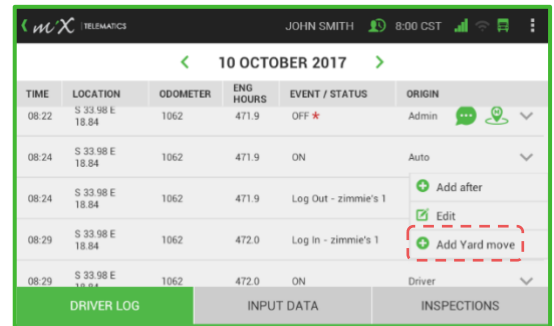 mix TELEMATICS JOHN SMITH 8:00 CST
10 OCTOBER 2017
TIME LOCATION ODOMETER ENG HOURS EVENT / STATUS ORIGIN
08:22 S 33.98 E 18.84 1062 471.9 OFF * Admin
08:24 S 33.98 E 18.84 1062 471.9 ON Auto
08:24 S 33.98 E 18.84 1062 471.9 Log Out - zimmie's 1
Add after
Edit
08:29 S 33.98 E 18.84 1062 472.0 Log In - zimmie's 1
Add Yard move
08:29 S 33.98 E 18.84 1062 472.0 ON Driver
DRIVER LOG INPUT DATA INSPECTIONS